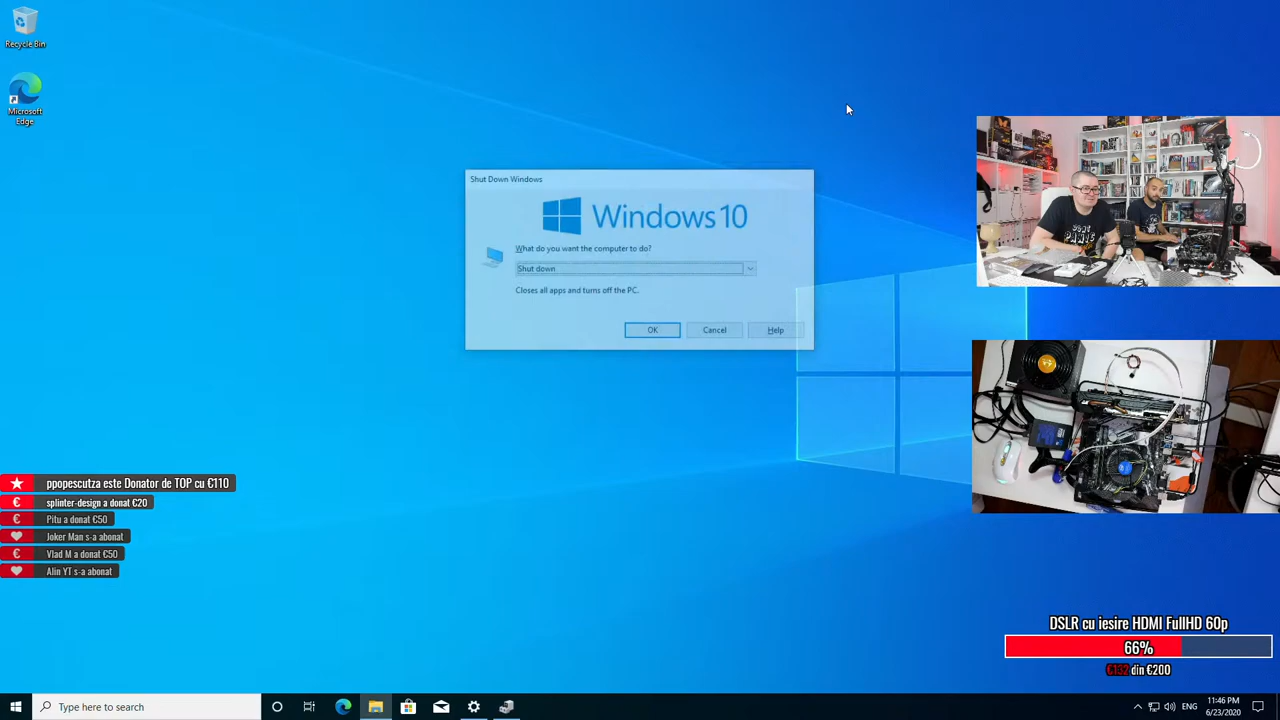 Recycle Bin
Microsoft
Edge
Shut Down Windows
Windows 10
What do you want the computer to do?
Shut down
Closes all apps and turns off the PC.
OK
Cancel
Help
DON'T
PANIC
ppopescutza este Donator de TOP cu €110
splinter-design a donat €20
Pitu a donat €50
Joker Man s-a abonat
Vlad M a donat €50
Alin YT s-a abonat
DSLR cu iesire HDMI FullHD 60p
66%
€132 din €200
Type here to search
ENG
11:46 PM
6/23/2020